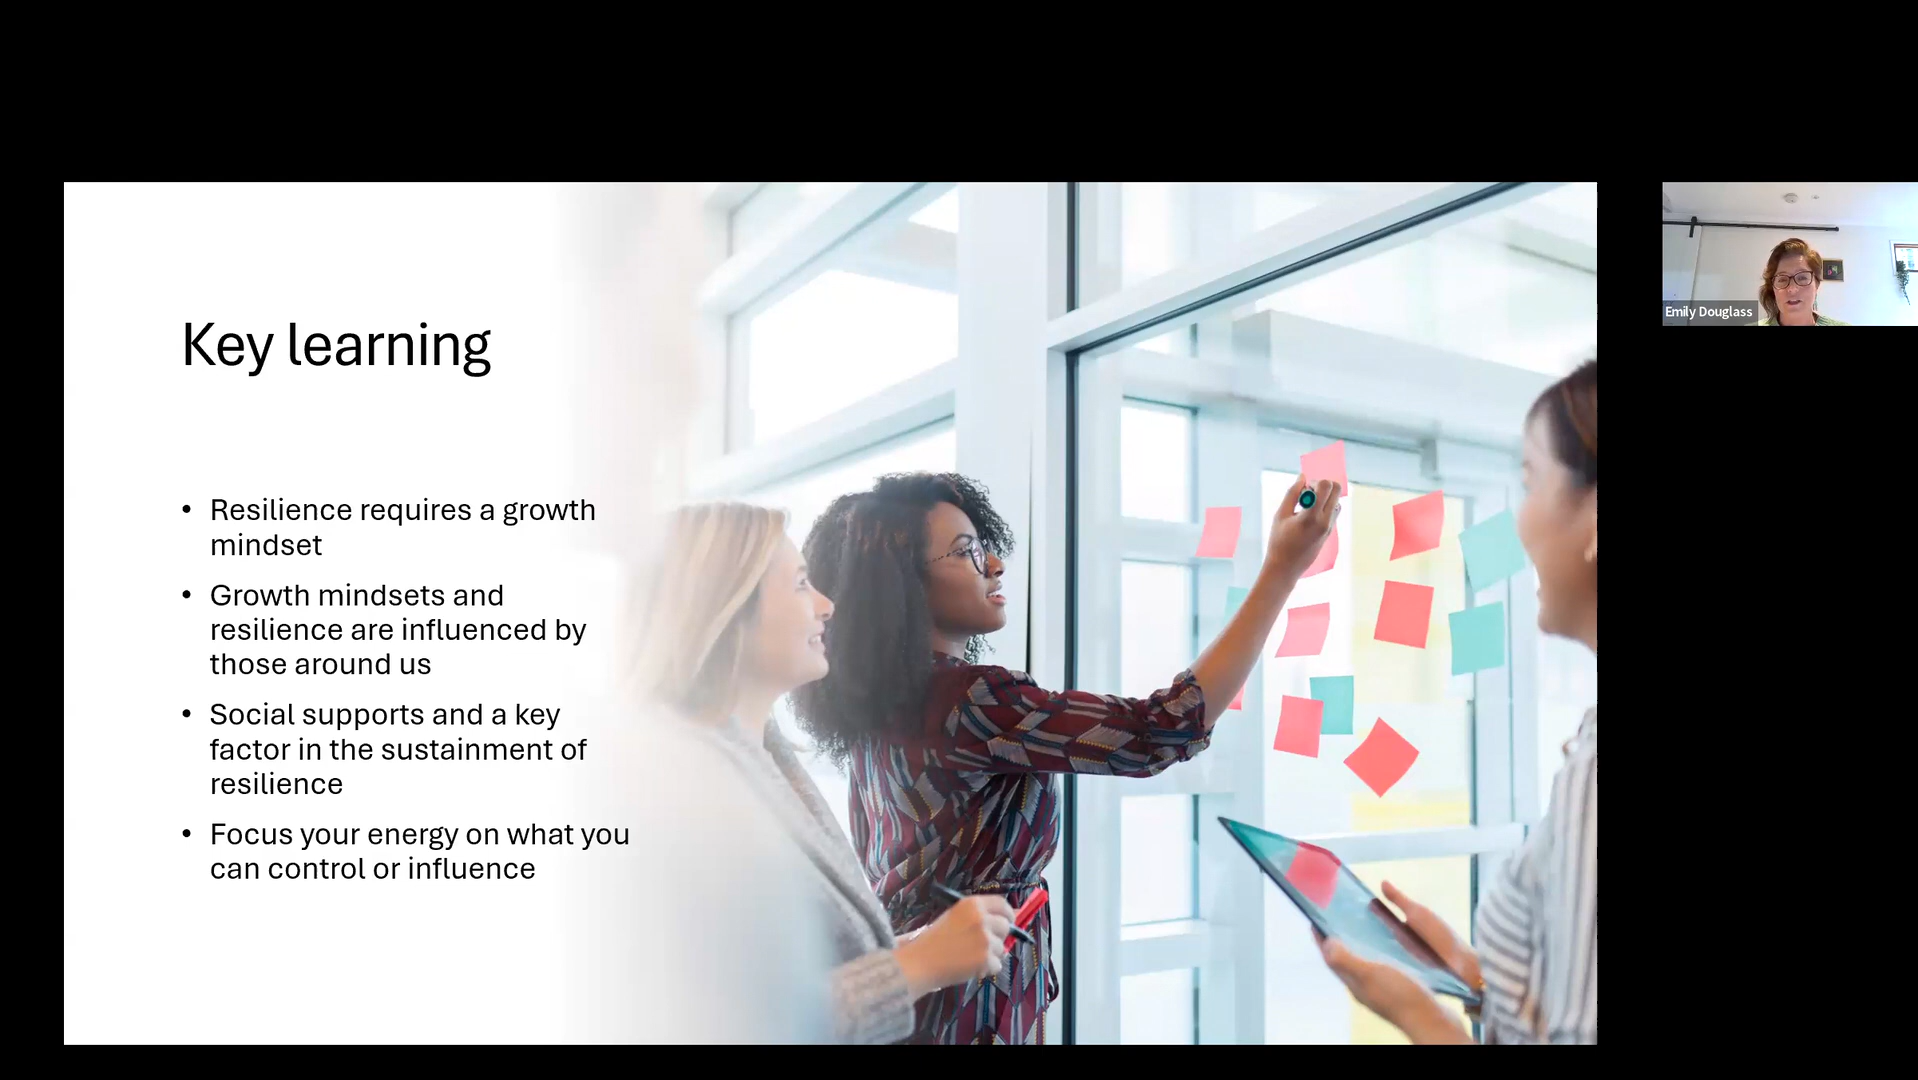 Key learning
• Resilience requires a growth
mindset
• Growth mindsets and
resilience are influenced by
those around us
• Social supports and a key
factor in the sustainment of
resilience
• Focus your energy on what you
can control or influence
Emily Douglass